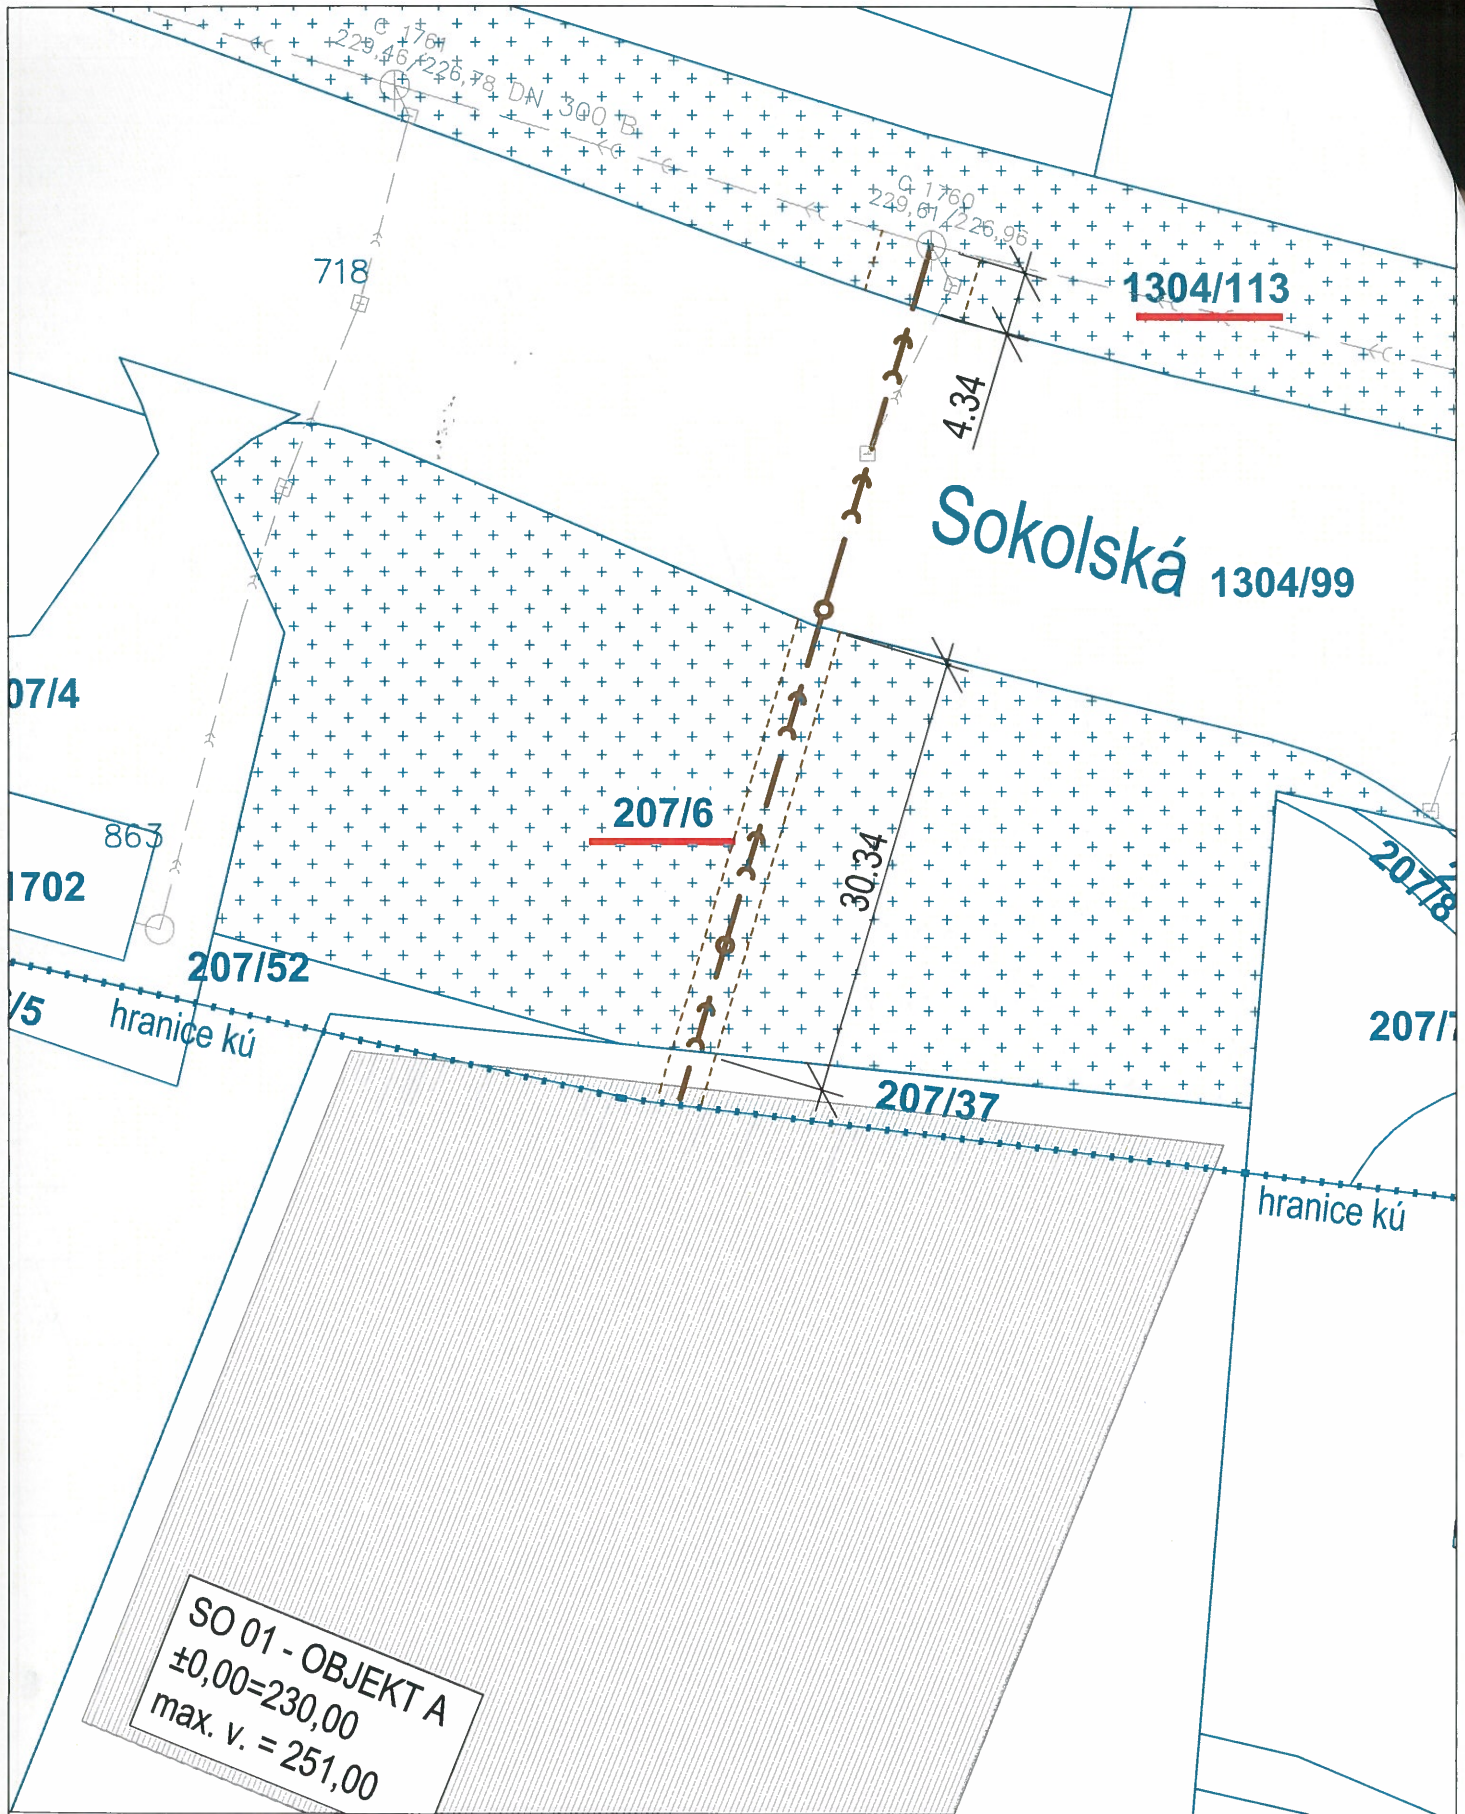 C 1761
229,46/226,78 DN 300 B
C 1760
229,61/226,96
718
1304/113
4.34
Sokolská 1304/99
07/4
207/6
30.34
863
1702
207/8
207/52
/5
hranice kú
207/7
207/37
hranice kú
SO 01 - OBJEKT A
±0,00=230,00
max. v. = 251,00